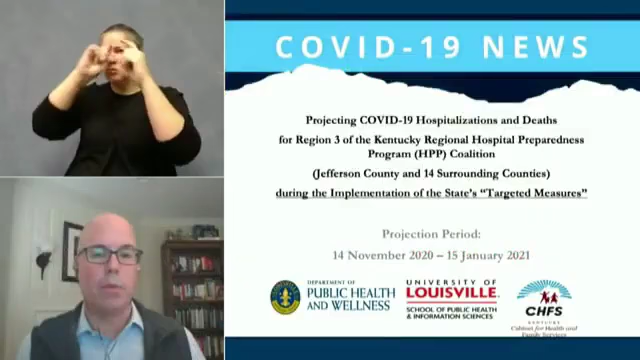 COVID-19 NEWS
Projecting COVID-19 Hospitalizations and Deaths
for Region 3 of the Kentucky Regional Hospital Preparedness
Program (HPP) Coalition
(Jefferson County and 14 Surrounding Counties)
during the Implementation of the State's “Targeted Measures”
Projection Period:
14 November 2020 – 15 January 2021
DEPARTMENT OF
PUBLIC HEALTH
AND WELLNESS
UNIVERSITY OF
LOUISVILLE.
SCHOOL OF PUBLIC HEALTH
& INFORMATION SCIENCES
CHFS
KENTUCKY
Cabinet for Health and
Family Services